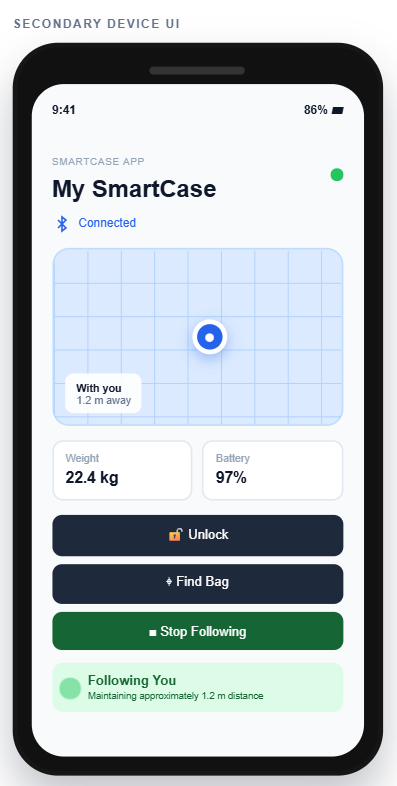 SECONDARY DEVICE UI
9:41
86%
SMARTCASE APP
My SmartCase
Connected
With you
1.2 m away
Weight
22.4 kg
Battery
97%
🔓 Unlock
⌖ Find Bag
■ Stop Following
Following You
Maintaining approximately 1.2 m distance